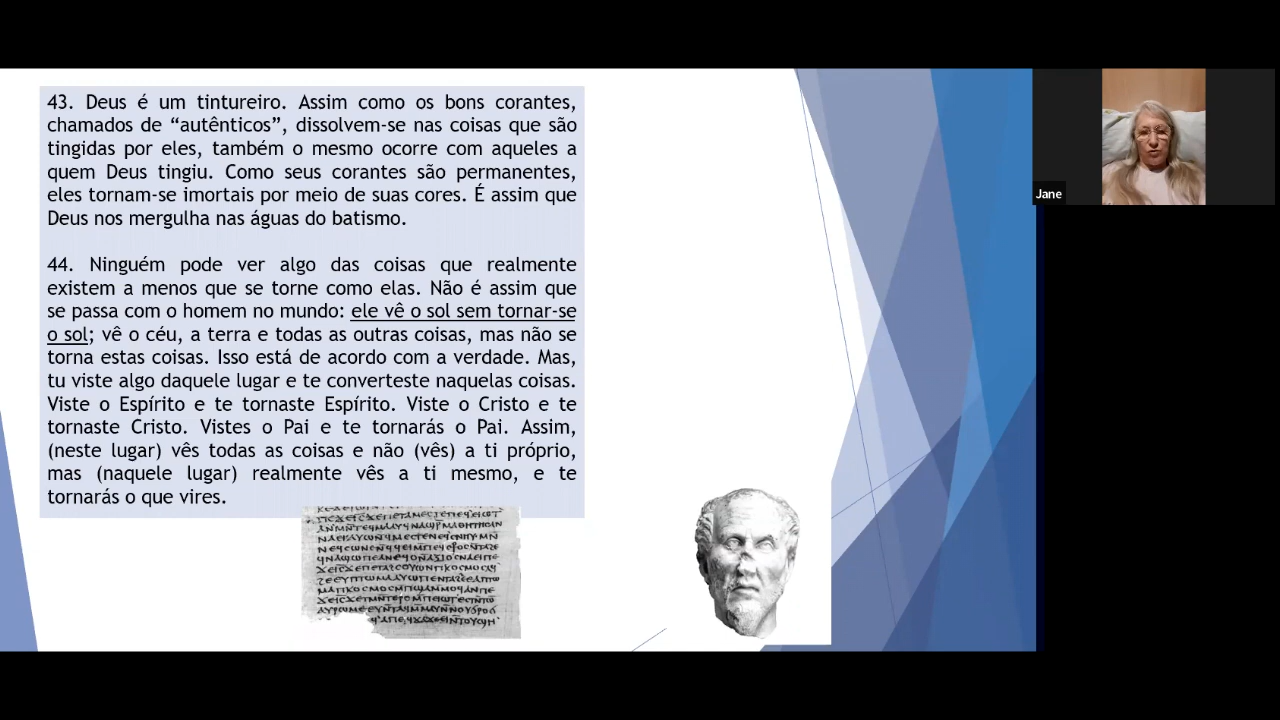 43. Deus é um tintureiro. Assim como os bons corantes,
chamados de “autênticos”, dissolvem-se nas coisas que são
tingidas por eles, também o mesmo ocorre com aqueles a
quem Deus tingiu. Como seus corantes são permanentes,
eles tornam-se imortais por meio de suas cores. É assim que
Deus nos mergulha nas águas do batismo.
44. Ninguém pode ver algo das coisas que realmente
existem a menos que se torne como elas. Não é assim que
se passa com o homem no mundo: ele vê o sol sem tornar-se
o sol; vê o céu, a terra e todas as outras coisas, mas não se
torna estas coisas. Isso está de acordo com a verdade. Mas,
tu viste algo daquele lugar e te converteste naquelas coisas.
Viste o Espírito e te tornaste Espírito. Viste o Cristo e te
tornaste Cristo. Vistes o Pai e te tornarás o Pai. Assim,
(neste lugar) vês todas as coisas e não (vês) a ti próprio,
mas (naquele lugar) realmente vês a ti mesmo, e te
tornarás o que vires.
Jane